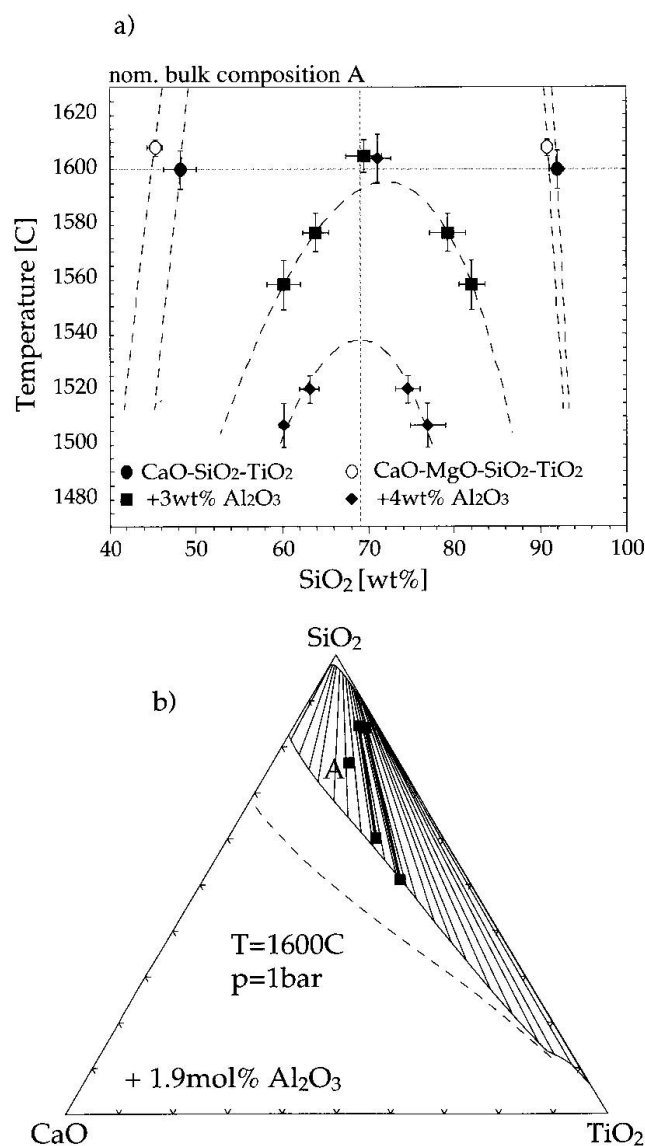 a)
nom. bulk composition A
1620
1600
1580
1560
1540
1520
1500
1480
Temperature [C]
CaO-SiO₂-TiO₂
CaO-MgO-SiO₂-TiO₂
+3wt% Al₂O₃
+4wt% Al₂O₃
40 50 60 70 80 90 100
SiO₂ [wt%]
SiO₂
b)
A
T=1600C
p=1bar
+ 1.9mol% Al₂O₃
CaO
TiO₂